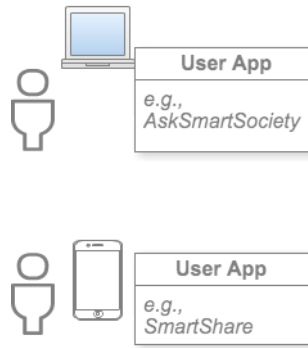 User App
e.g.,
AskSmartSociety
User App
e.g.,
SmartShare